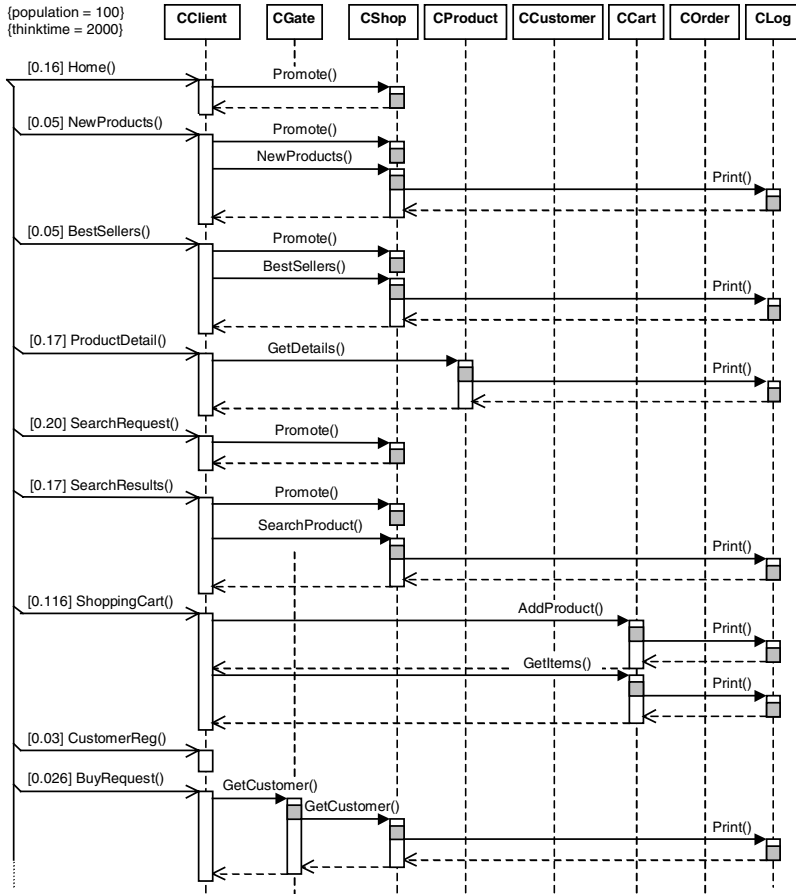 {population = 100}
{thinktime = 2000}
CClient
CGate
CShop
CProduct
CCustomer
CCart
COrder
CLog
[0.16] Home()
Promote()
[0.05] NewProducts()
Promote()
NewProducts()
Print()
[0.05] BestSellers()
Promote()
BestSellers()
Print()
[0.17] ProductDetail()
GetDetails()
Print()
[0.20] SearchRequest()
Promote()
[0.17] SearchResults()
Promote()
SearchProduct()
Print()
[0.116] ShoppingCart()
AddProduct()
Print()
GetItems()
Print()
[0.03] CustomerReg()
[0.026] BuyRequest()
GetCustomer()
GetCustomer()
Print()